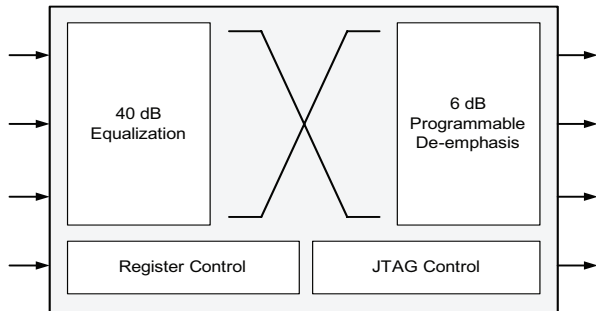 40 dB
Equalization
6 dB
Programmable
De-emphasis
Register Control
JTAG Control